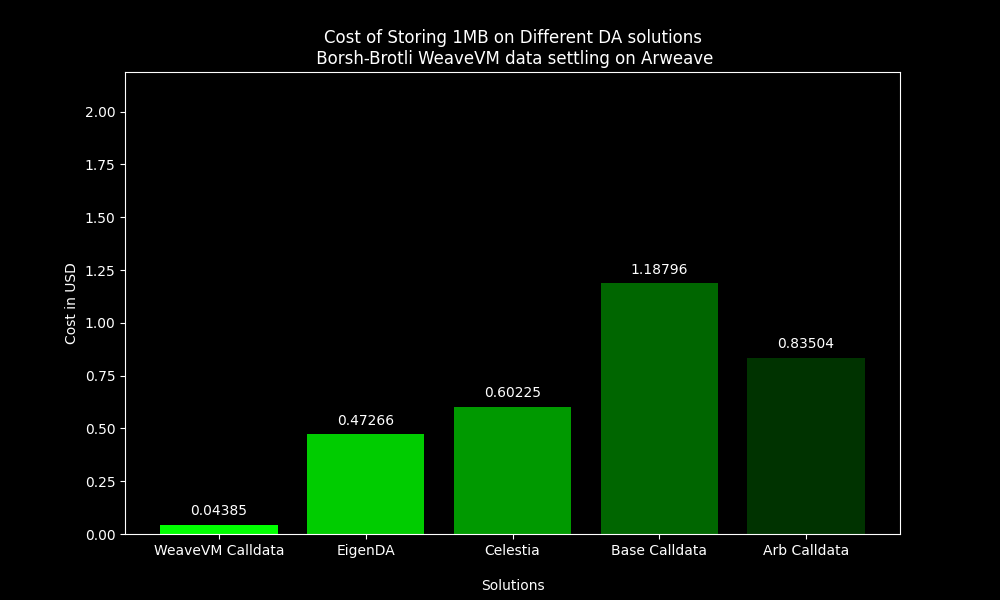 Cost of Storing 1MB on Different DA solutions
Borsh-Brotli WeaveVM data settling on Arweave
Cost in USD
2.00
1.75
1.50
1.25
1.00
0.75
0.50
0.25
0.00
0.04385
0.47266
0.60225
1.18796
0.83504
WeaveVM Calldata
EigenDA
Celestia
Base Calldata
Arb Calldata
Solutions